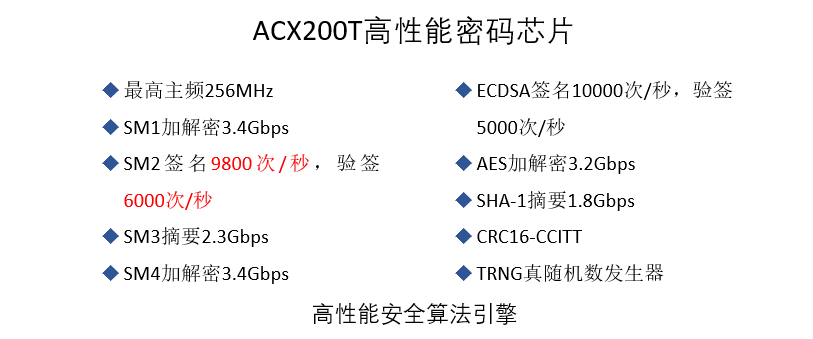 ACX200T高性能密码芯片
最高主频256MHz
SM1加解密3.4Gbps
SM2签名9800次/秒，验签
6000次/秒
SM3摘要2.3Gbps
SM4加解密3.4Gbps
ECDSA签名10000次/秒，验签
5000次/秒
AES加解密3.2Gbps
SHA-1摘要1.8Gbps
CRC16-CCITT
TRNG真随机数发生器
高性能安全算法引擎